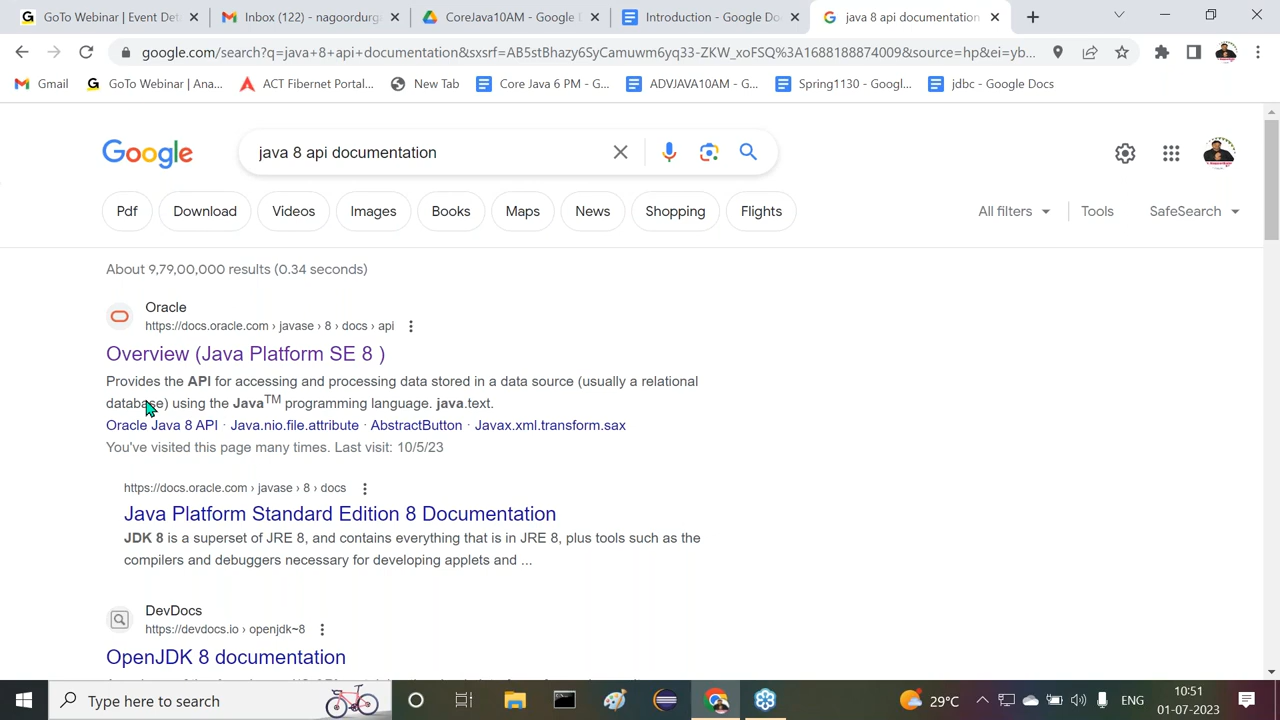 JAVA 8 API | Event Det
Inbox (122) - nagoordog
CoreJava10AM - Google D
Introduction - Google Do
java 8 api documentation
google.com/search?q=java+8+api+documentation&sxsrf=AB5stBhazy6SyCamuwm6yq33-ZKW_xoFSQ%3A1688188874009&source=hp&ei=yb...
Gmail
GoTo Webinar | Ana...
ACT Fibernet Portal...
New Tab
Core Java 6 PM - G...
ADVJAVA10AM - G...
Spring1130 - Googl...
jdbc - Google Docs
Google
java 8 api documentation
Pdf
Download
Videos
Images
Books
Maps
News
Shopping
Flights
All filters
Tools
SafeSearch
About 9,79,00,000 results (0.34 seconds)
Oracle
https://docs.oracle.com › javase › 8 › docs › api
Overview (Java Platform SE 8 )
Provides the API for accessing and processing data stored in a data source (usually a relational
database) using the Java™ programming language. java.text.
Oracle Java 8 API · Java.nio.file.attribute · AbstractButton · Javax.xml.transform.sax
You've visited this page many times. Last visit: 10/5/23
https://docs.oracle.com › javase › 8 › docs
Java Platform Standard Edition 8 Documentation
JDK 8 is a superset of JRE 8, and contains everything that is in JRE 8, plus tools such as the
compilers and debuggers necessary for developing applets and ...
DevDocs
https://devdocs.io › openjdk~8
OpenJDK 8 documentation
Type here to search
29°C
ENG
10:51
01-07-2023